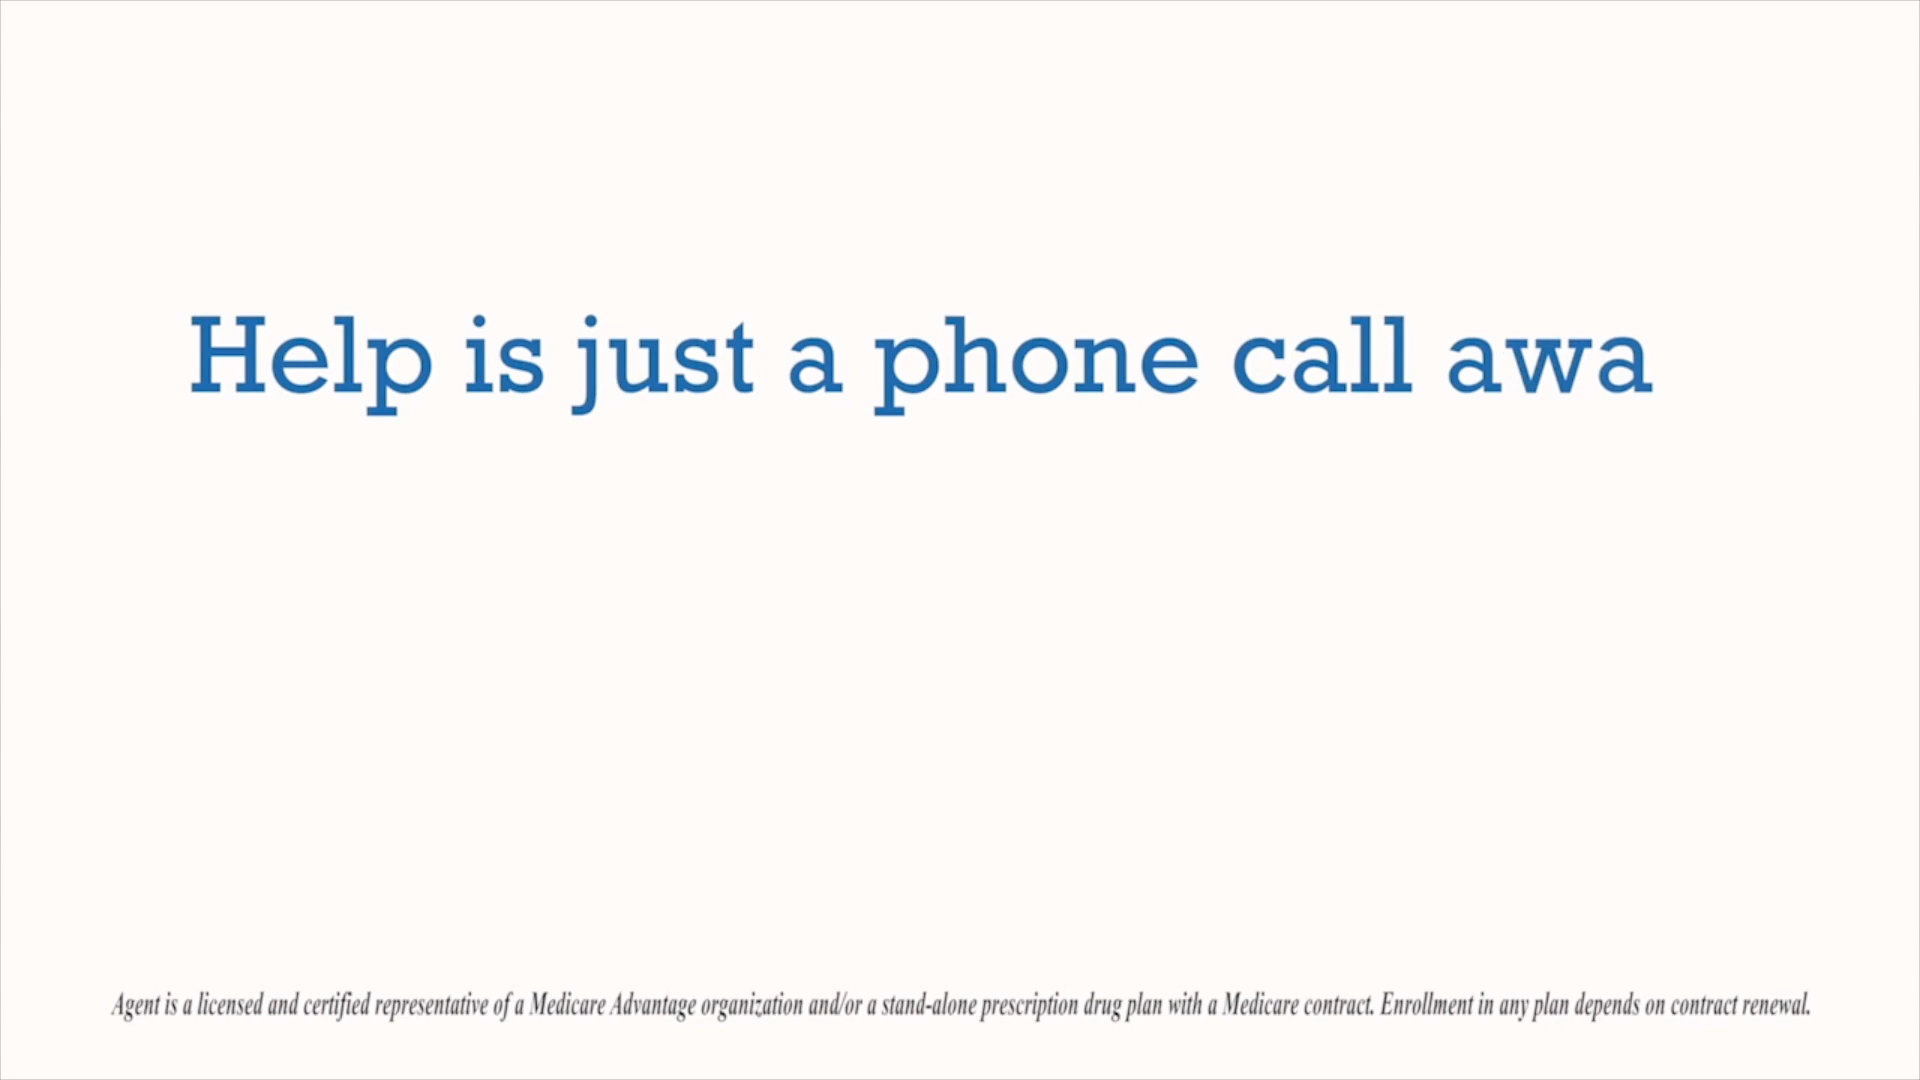 Help is just a phone call awa
Agent is a licensed and certified representative of a Medicare Advantage organization and/or a stand-alone prescription drug plan with a Medicare contract. Enrollment in any plan depends on contract renewal.